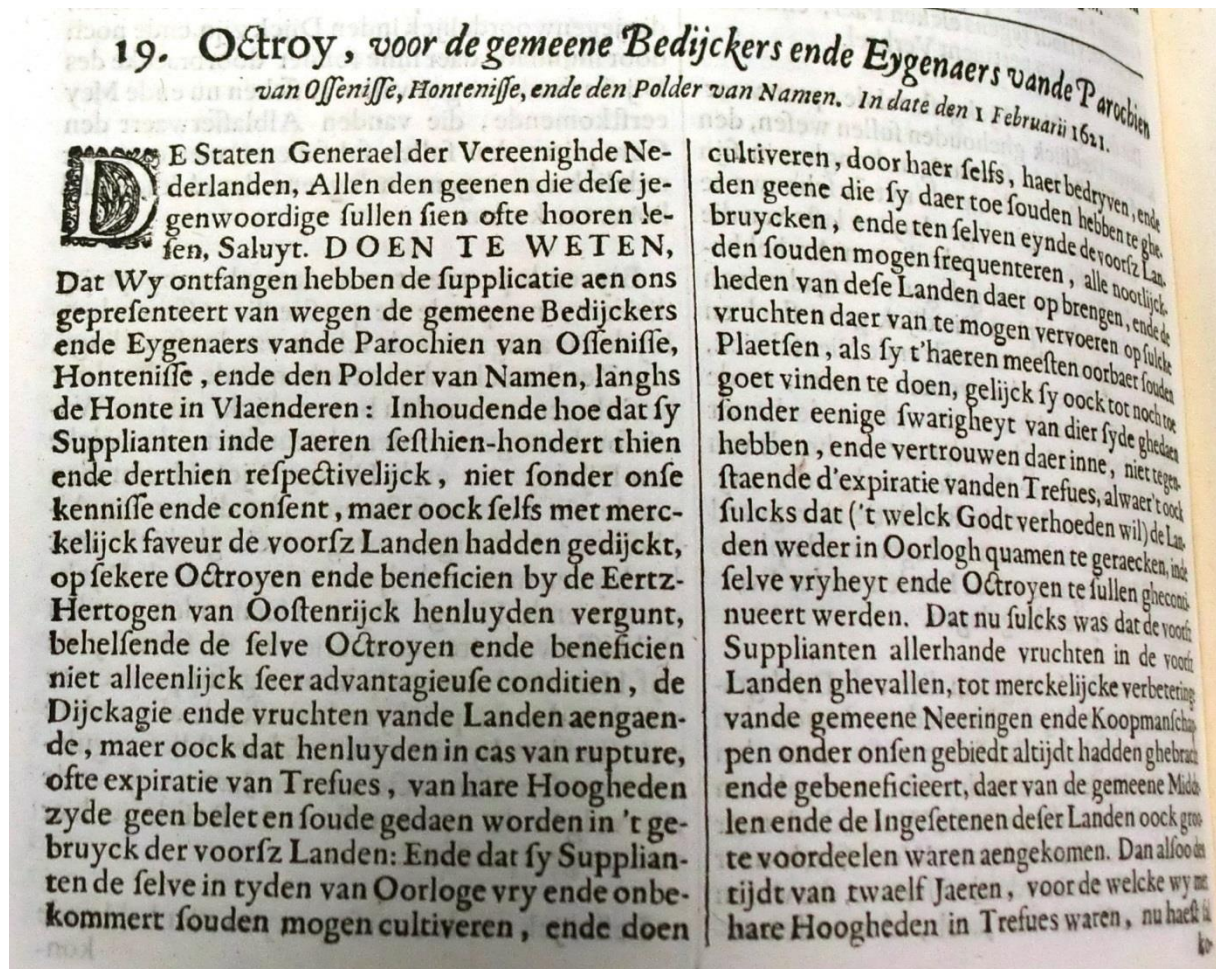 19. Octroy, voor de gemeene Bedijckers ende Eygenaers vande Parochien
van Oſſeniſſe, Honteniſſe, ende den Polder van Namen. In date den 1 Februarii 1621.
DE Staten Generael der Vereenighde Ne-
derlanden, Allen den geenen die deſe je-
genwoordige ſullen ſien ofte hooren le-
ſen, Saluyt. DOEN TE WETEN,
Dat Wy ontfangen hebben de ſupplicatie aen ons
gepreſenteert van wegen de gemeene Bedijckers
ende Eygenaers vande Parochien van Oſſeniſſe,
Honteniſſe, ende den Polder van Namen, langhs
de Honte in Vlaenderen: Inhoudende hoe dat ſy
Supplianten inde Jaeren ſeſthien-hondert thien
ende derthien reſpectivelijck, niet ſonder onſe
kenniſſe ende conſent, maer oock ſelfs met merc-
kelijck faveur de voorſz Landen hadden gedijckt,
op ſekere Octroyen ende beneficien by de Eertz-
Hertogen van Ooſtenrijck henluyden vergunt,
behelſende de ſelve Octroyen ende beneficien
niet alleenlijck ſeer advantagieuſe conditien, de
Dijckagie ende vruchten vande Landen aengaen-
de, maer oock dat henluyden in cas van rupture,
ofte expiratie van Trefues, van hare Hoogheden
zyde geen belet en ſoude gedaen worden in 't ge-
bruyck der voorſz Landen: Ende dat ſy Supplian-
ten de ſelve in tyden van Oorloge vry ende onbe-
kommert ſouden mogen cultiveren, ende doen
cultiveren, door haer ſelfs, haer bedryven, ende
den geene die ſy daer toe ſouden hebben te ghe-
bruycken, ende ten ſelven eynde de voorſz Lan-
den ſouden mogen frequenteren, alle nootlijck-
heden van deſe Landen daer op brengen, ende de
vruchten daer van te mogen vervoeren op ſulcke
Plaetſen, als ſy t'haeren meeſten oorbaer ſouden
goet vinden te doen, gelijck ſy oock tot noch toe
ſonder eenige ſwarigheyt van dier ſyde ghedaen
hebben, ende vertrouwen daer inne, niet tegen-
ſtaende d'expiratie vanden Trefues, alwaer't oock
ſulcks dat ('t welck Godt verhoeden wil) de Lan-
den weder in Oorlogh quamen te geraecken, inde
ſelve vryheyt ende Octroyen te ſullen ghecont-
nueert werden. Dat nu ſulcks was dat de voorſz
Supplianten allerhande vruchten in de voorſz
Landen ghevallen, tot merckelijcke verbetering
vande gemeene Neeringen ende Koopmanſchap-
pen onder onſen gebiedt altijdt hadden ghebracht
ende gebeneficieert, daer van de gemeene Midde-
len ende de Ingeſetenen deſer Landen oock groo-
te voordeelen waren aengekomen. Dan alſoo den
tijdt van twaelf Jaeren, voor de welcke wy met
hare Hoogheden in Trefues waren, nu haeſt